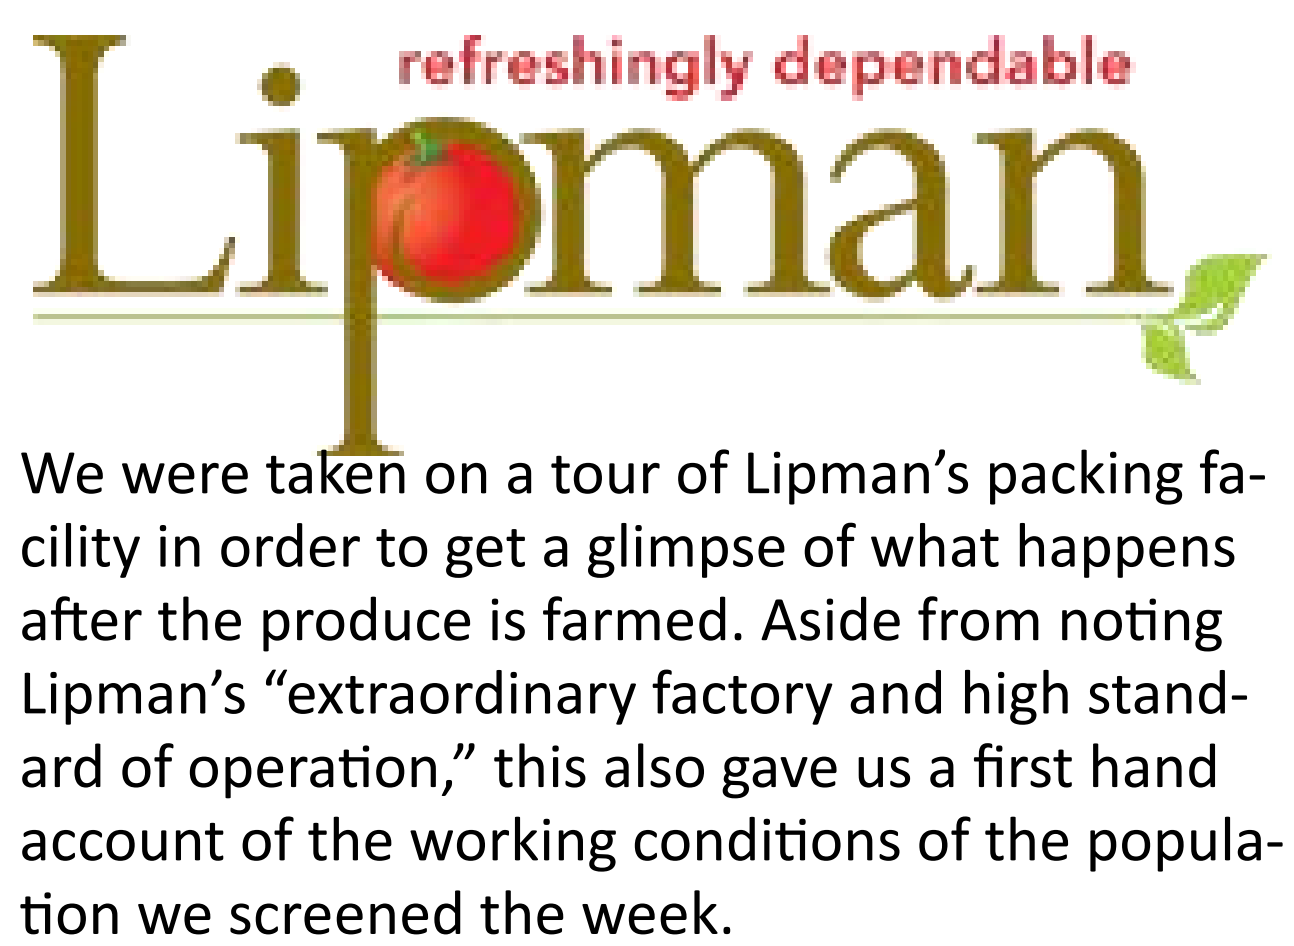 refreshingly dependable
Lipman
We were taken on a tour of Lipman’s packing fa-
cility in order to get a glimpse of what happens
after the produce is farmed. Aside from noting
Lipman’s “extraordinary factory and high stand-
ard of operation,” this also gave us a first hand
account of the working conditions of the popula-
tion we screened the week.